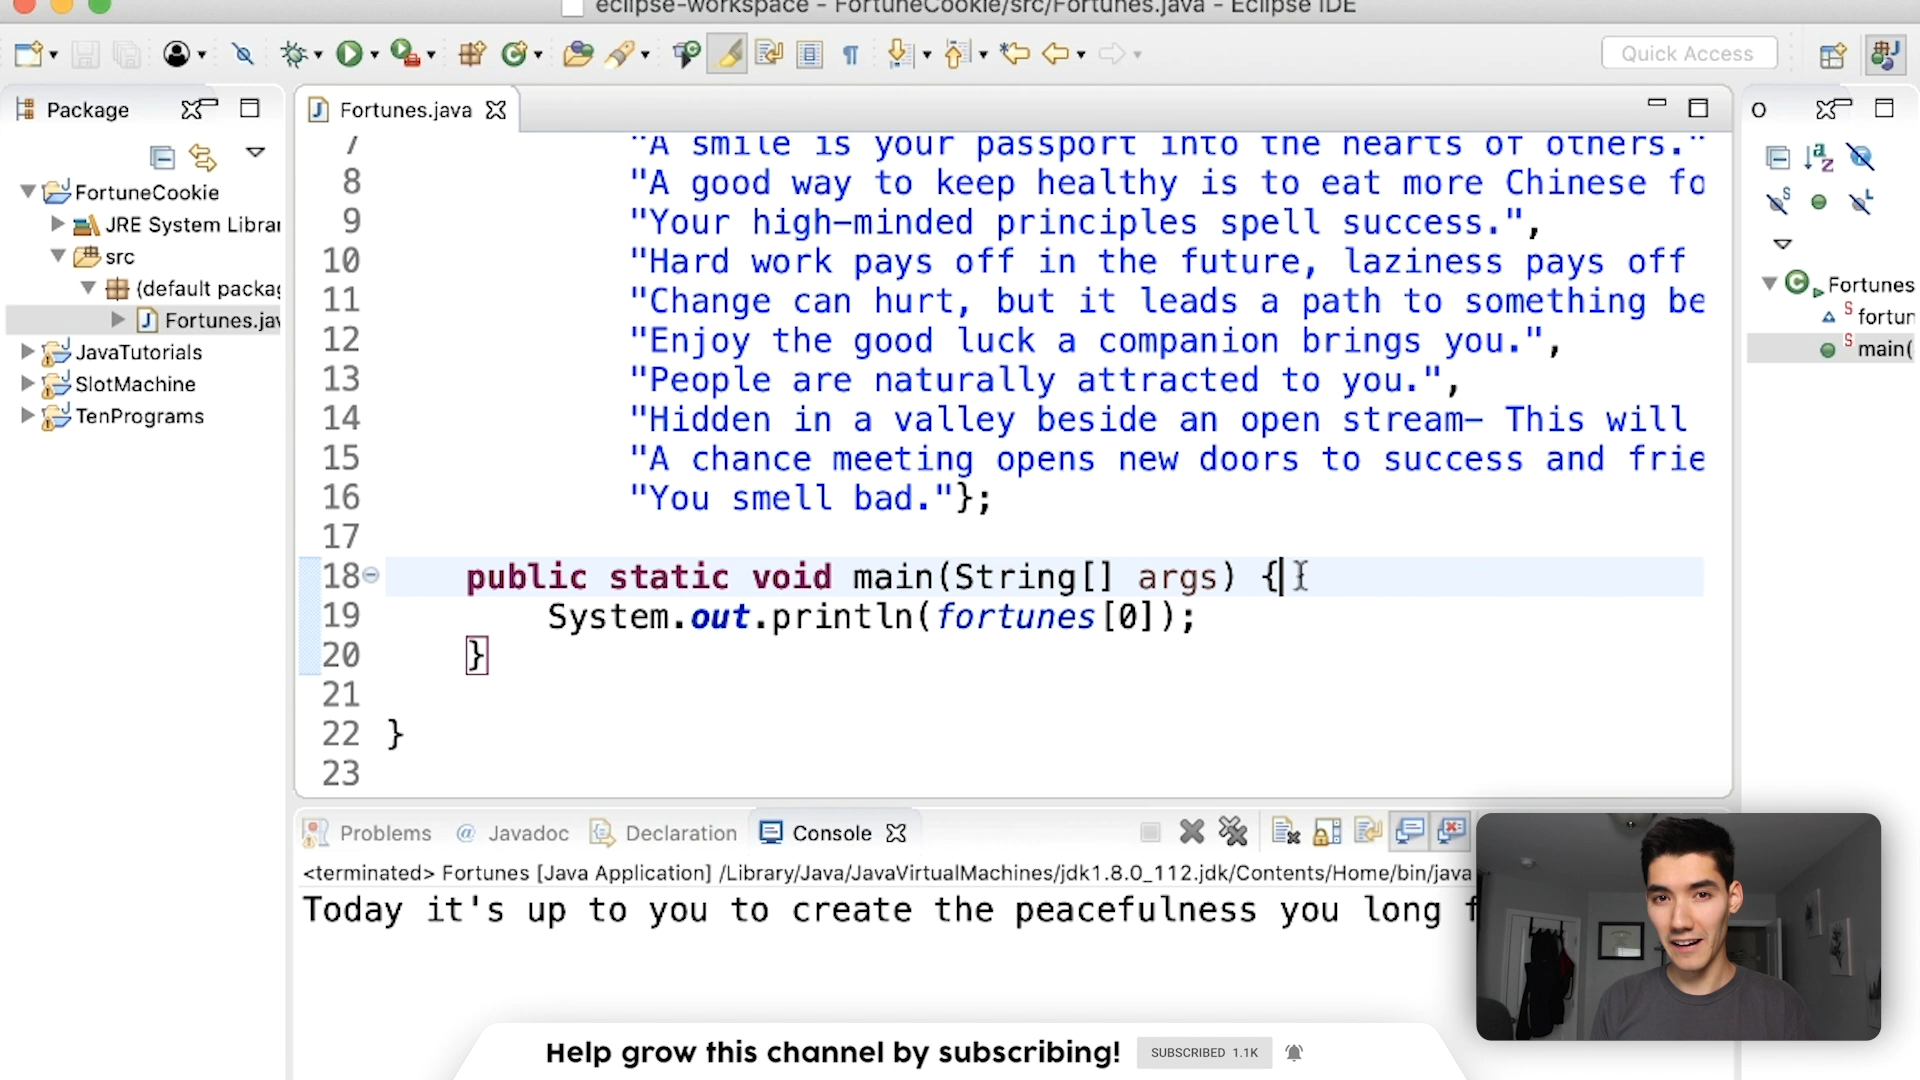 eclipse-workspace - FortuneCookie/src/Fortunes.java - Eclipse IDE
Quick Access
Package
Fortunes.java
O
FortuneCookie
JRE System Librar
src
(default packag
Fortunes.jav
JavaTutorials
SlotMachine
TenPrograms
7 "A smile is your passport into the hearts of others."
8 "A good way to keep healthy is to eat more Chinese fo
9 "Your high-minded principles spell success.",
10 "Hard work pays off in the future, laziness pays off
11 "Change can hurt, but it leads a path to something be
12 "Enjoy the good luck a companion brings you.",
13 "People are naturally attracted to you.",
14 "Hidden in a valley beside an open stream- This will
15 "A chance meeting opens new doors to success and frie
16 "You smell bad."};
17
18 public static void main(String[] args) {
19 System.out.println(fortunes[0]);
20 }
21
22 }
23
Fortunes
fortun
main(
Problems
Javadoc
Declaration
Console
<terminated> Fortunes [Java Application] /Library/Java/JavaVirtualMachines/jdk1.8.0_112.jdk/Contents/Home/bin/java
Today it's up to you to create the peacefulness you long f
Help grow this channel by subscribing!
SUBSCRIBED 1.1K